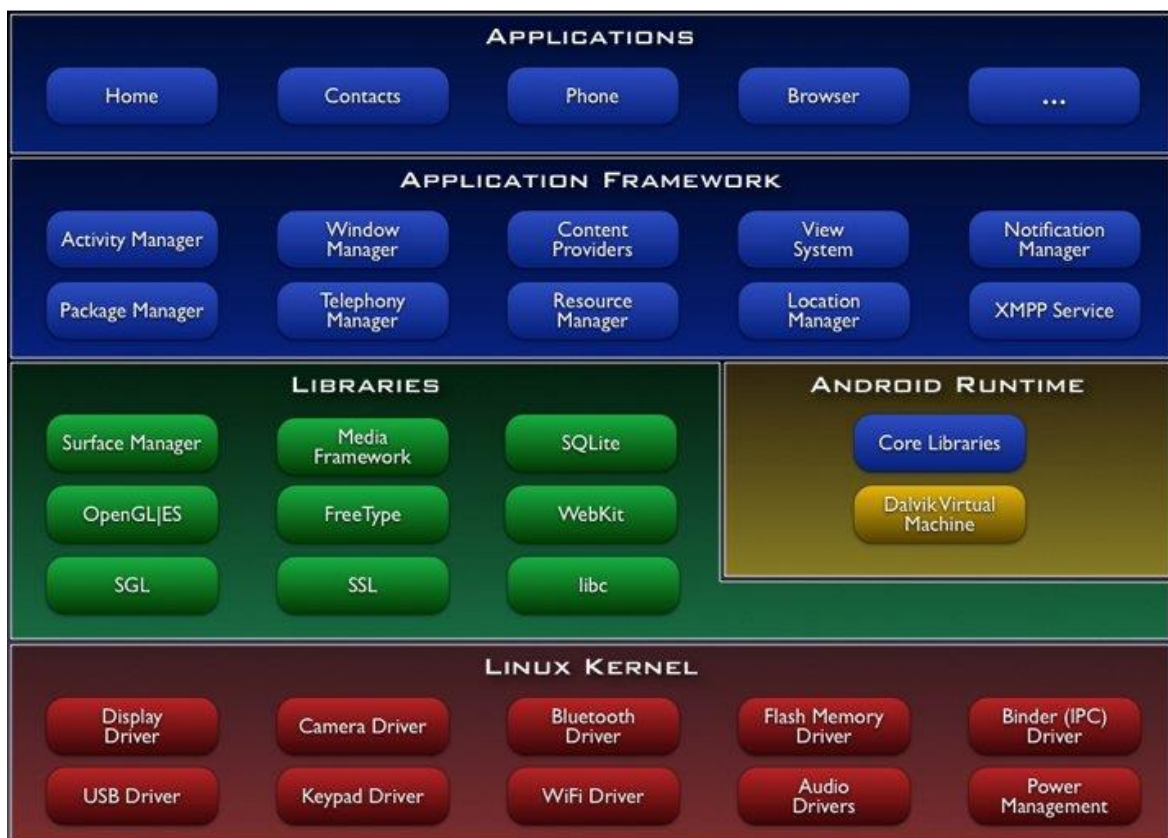 APPLICATIONS
Home
Contacts
Phone
Browser
...
APPLICATION FRAMEWORK
Activity Manager
Window
Manager
Content
Providers
View
System
Notification
Manager
Package Manager
Telephony
Manager
Resource
Manager
Location
Manager
XMPP Service
LIBRARIES
Surface Manager
Media
Framework
SQLite
OpenGL|ES
FreeType
WebKit
SGL
SSL
libc
ANDROID RUNTIME
Core Libraries
Dalvik Virtual
Machine
LINUX KERNEL
Display
Driver
Camera Driver
Bluetooth
Driver
Flash Memory
Driver
Binder (IPC)
Driver
USB Driver
Keypad Driver
WiFi Driver
Audio
Drivers
Power
Management